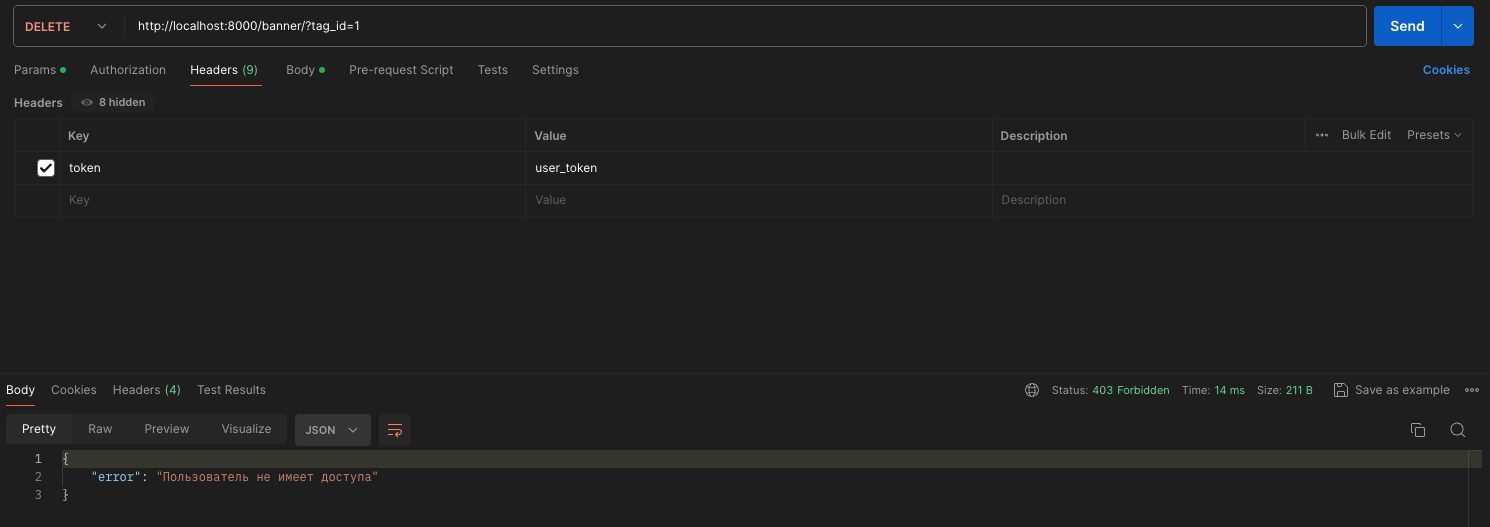 DELETE http://localhost:8000/banner/?tag_id=1 Send
Params Authorization Headers (9) Body Pre-request Script Tests Settings Cookies
Headers 8 hidden
Key Value Description Bulk Edit Presets
token user_token
Key Value Description
Body Cookies Headers (4) Test Results Status: 403 Forbidden Time: 14 ms Size: 211 B Save as example
Pretty Raw Preview Visualize JSON
1 {
2 "error": "Пользователь не имеет доступа"
3 }